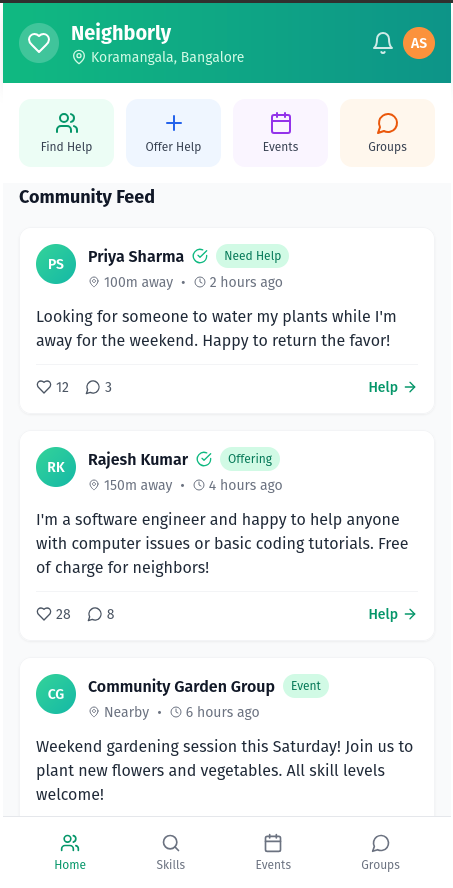 Neighborly
Koramangala, Bangalore
AS
Find Help
Offer Help
Events
Groups
Community Feed
PS
Priya Sharma
Need Help
100m away • 2 hours ago
Looking for someone to water my plants while I'm
away for the weekend. Happy to return the favor!
12
3
Help →
RK
Rajesh Kumar
Offering
150m away • 4 hours ago
I'm a software engineer and happy to help anyone
with computer issues or basic coding tutorials. Free
of charge for neighbors!
28
8
Help →
CG
Community Garden Group
Event
Nearby • 6 hours ago
Weekend gardening session this Saturday! Join us to
plant new flowers and vegetables. All skill levels
welcome!
Home
Skills
Events
Groups